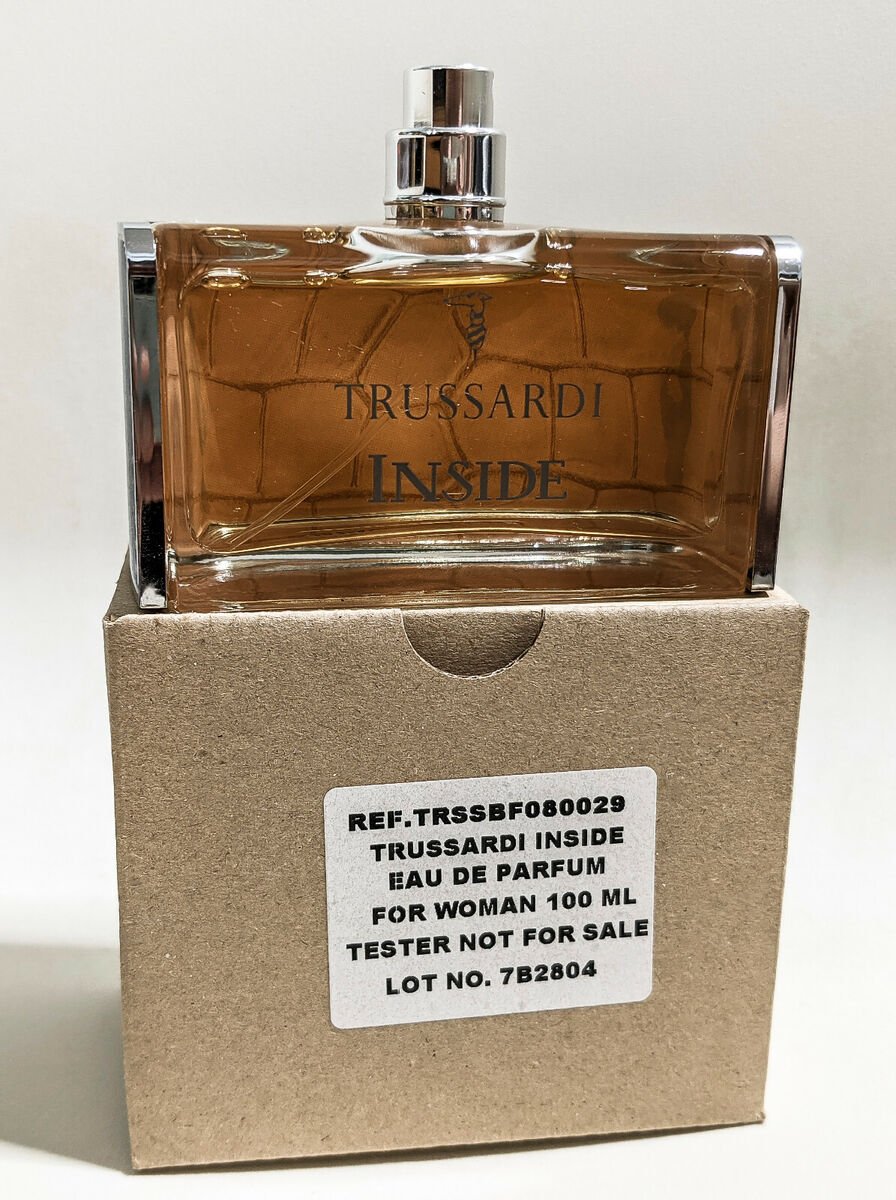 TRUSSARDI
INSIDE
REF.TRSSBF080029
TRUSSARDI INSIDE
EAU DE PARFUM
FOR WOMAN 100 ML
TESTER NOT FOR SALE
LOT NO. 7B2804